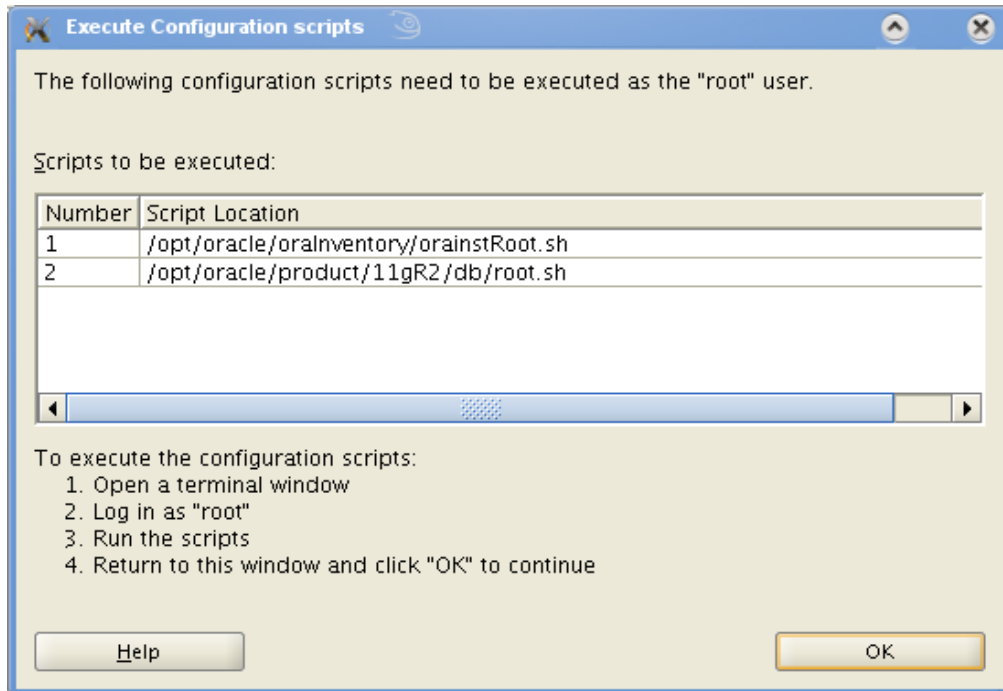 Execute Configuration scripts
The following configuration scripts need to be executed as the "root" user.
Scripts to be executed:
Number Script Location
1 /opt/oracle/oraInventory/orainstRoot.sh
2 /opt/oracle/product/11gR2/db/root.sh
To execute the configuration scripts:
1. Open a terminal window
2. Log in as "root"
3. Run the scripts
4. Return to this window and click "OK" to continue
Help OK